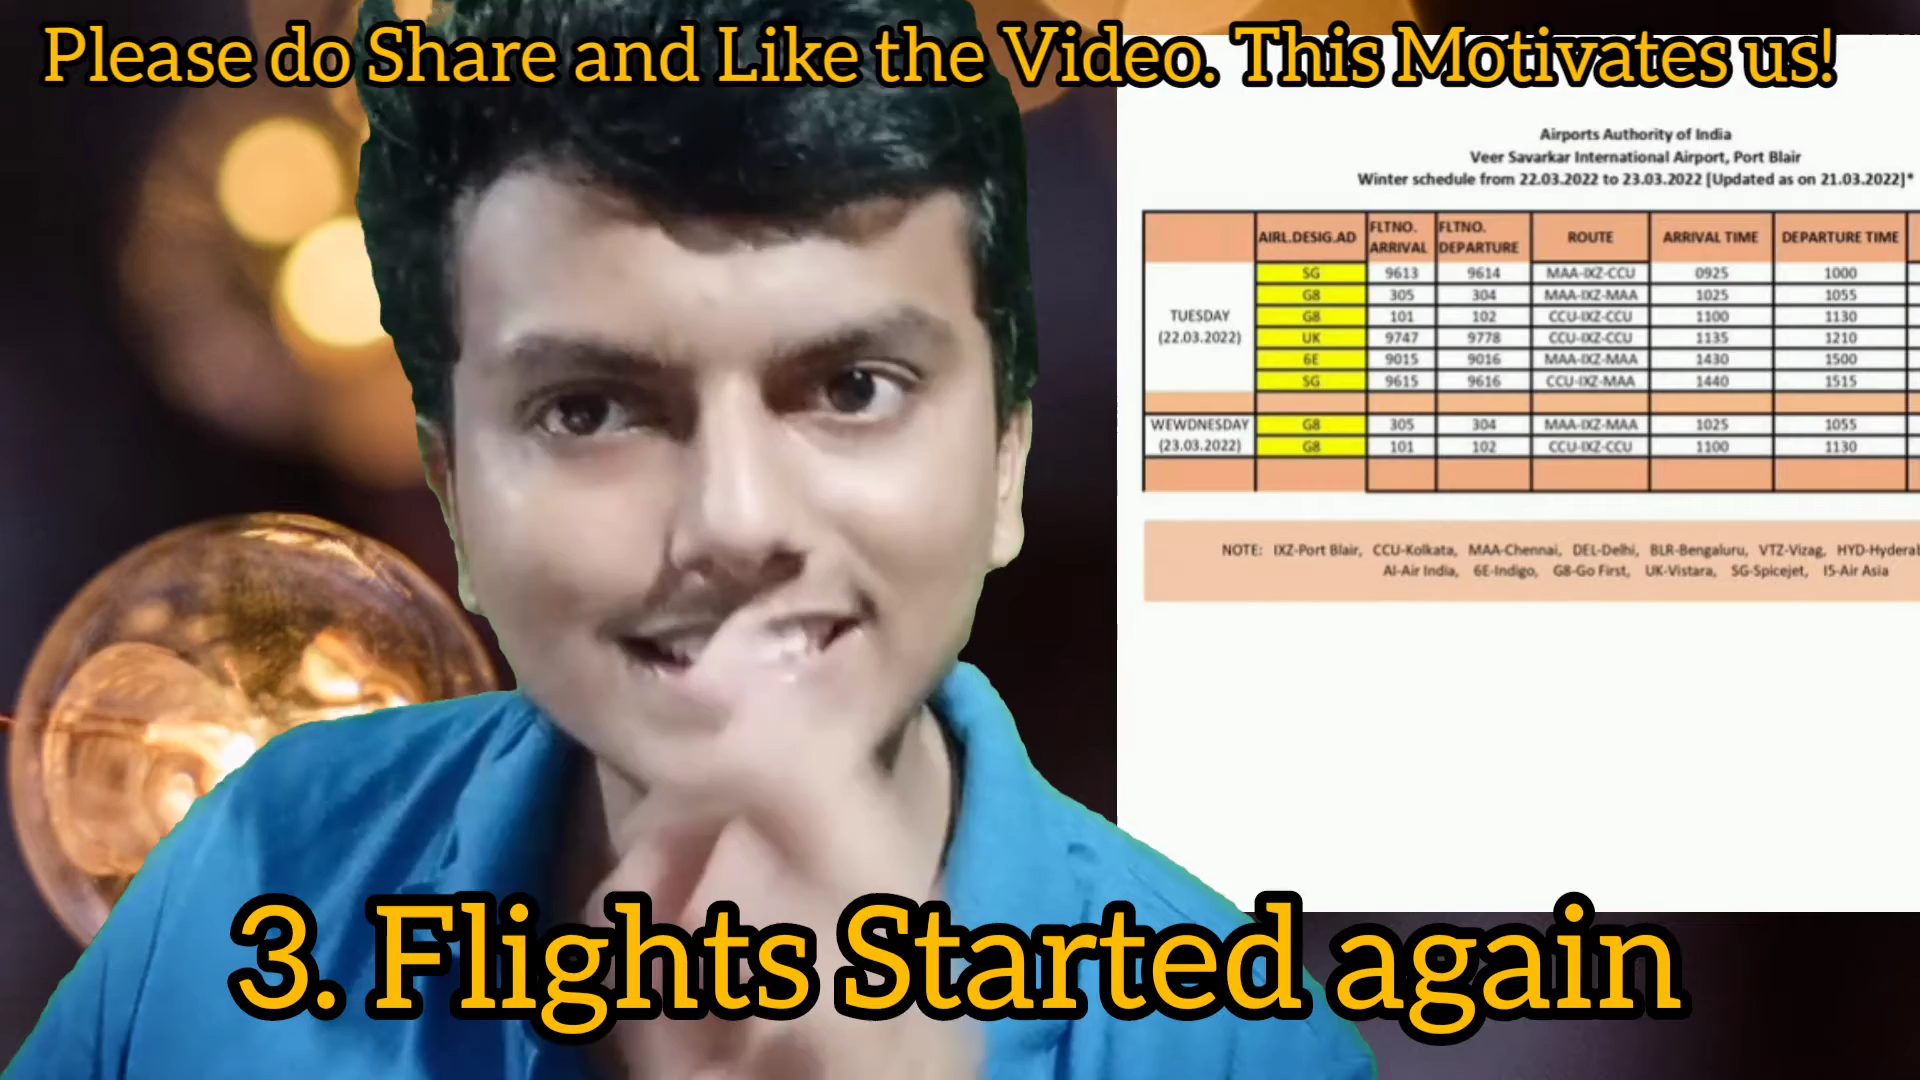 Please do Share and Like the Video. This Motivates us!
Airports Authority of India
Veer Savarkar International Airport, Port Blair
Winter schedule from 22.03.2022 to 23.03.2022 [Updated as on 21.03.2022]*
AIRL.DESIG.AD FLTNO. ARRIVAL FLTNO. DEPARTURE ROUTE ARRIVAL TIME DEPARTURE TIME
TUESDAY (22.03.2022)
SG 9613 9614 MAA-IXZ-CCU 0925 1000
G8 305 304 MAA-IXZ-MAA 1025 1055
G8 101 102 CCU-IXZ-CCU 1100 1130
UK 9747 9778 CCU-IXZ-CCU 1135 1210
6E 9015 9016 MAA-IXZ-MAA 1430 1500
SG 9615 9616 CCU-IXZ-MAA 1440 1515
WEWDNESDAY (23.03.2022)
G8 305 304 MAA-IXZ-MAA 1025 1055
G8 101 102 CCU-IXZ-CCU 1100 1130
NOTE: IXZ-Port Blair, CCU-Kolkata, MAA-Chennai, DEL-Delhi, BLR-Bengaluru, VTZ-Vizag, HYD-Hyderab
AI-Air India, 6E-Indigo, G8-Go First, UK-Vistara, SG-Spicejet, I5-Air Asia
3. Flights Started again